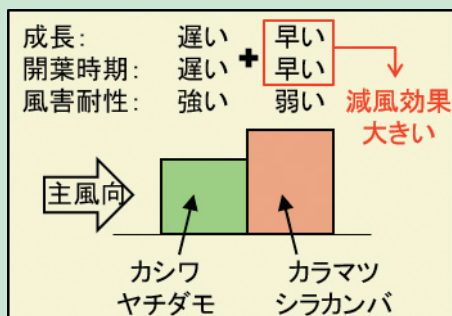 成長： 遅い 早い
開葉時期： 遅い + 早い
風害耐性： 強い 弱い
減風効果
大きい
主風向
カシワ
ヤチダモ
カラマツ
シラカンバ